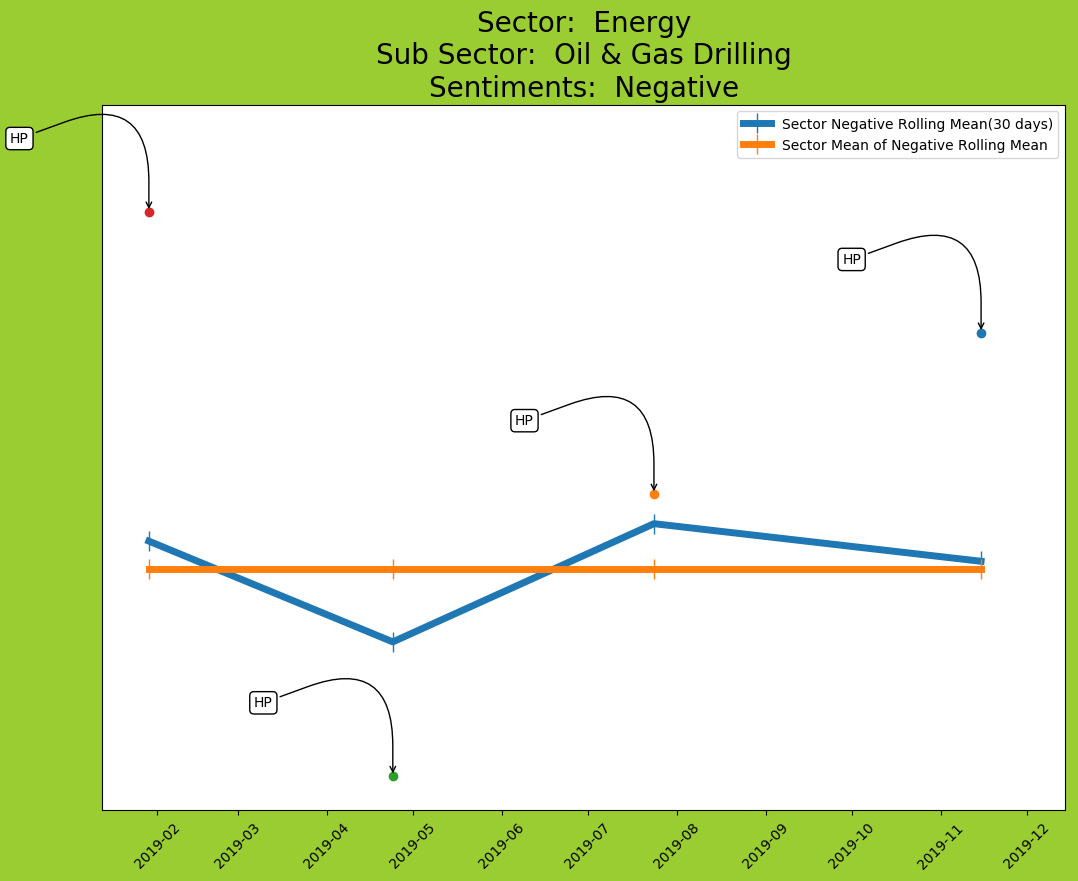 Sector:  Energy
Sub Sector:  Oil & Gas Drilling
Sentiments:  Negative
Sector Negative Rolling Mean(30 days)
Sector Mean of Negative Rolling Mean
HP
HP
HP
HP
2019-02
2019-03
2019-04
2019-05
2019-06
2019-07
2019-08
2019-09
2019-10
2019-11
2019-12